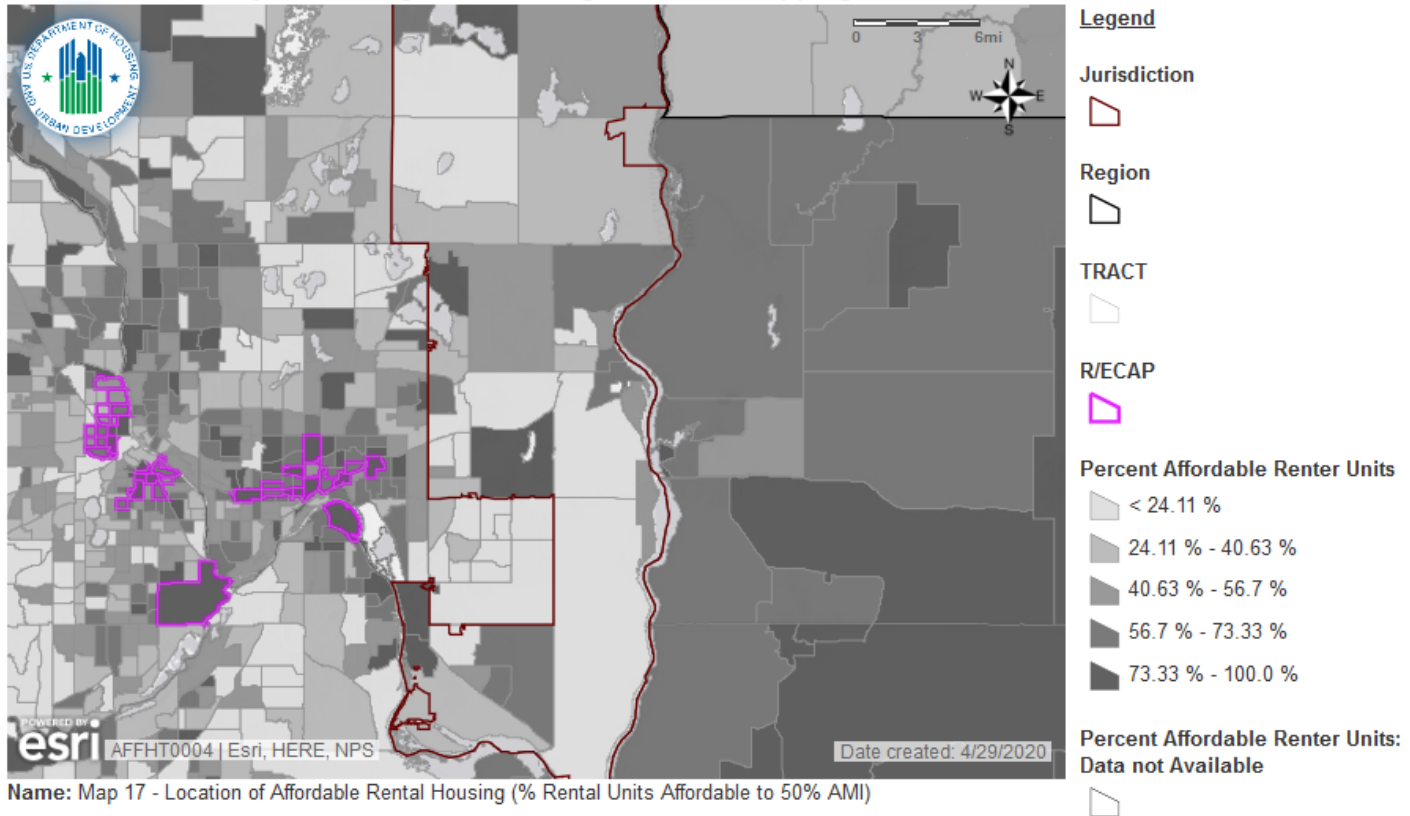 U.S. DEPARTMENT OF HOUSING
AND URBAN DEVELOPMENT
0 3 6mi
N
W E
S
POWERED BY
esri
AFFHT0004 | Esri, HERE, NPS
Date created: 4/29/2020
Name: Map 17 - Location of Affordable Rental Housing (% Rental Units Affordable to 50% AMI)
Legend
Jurisdiction
Region
TRACT
R/ECAP
Percent Affordable Renter Units
< 24.11 %
24.11 % - 40.63 %
40.63 % - 56.7 %
56.7 % - 73.33 %
73.33 % - 100.0 %
Percent Affordable Renter Units:
Data not Available